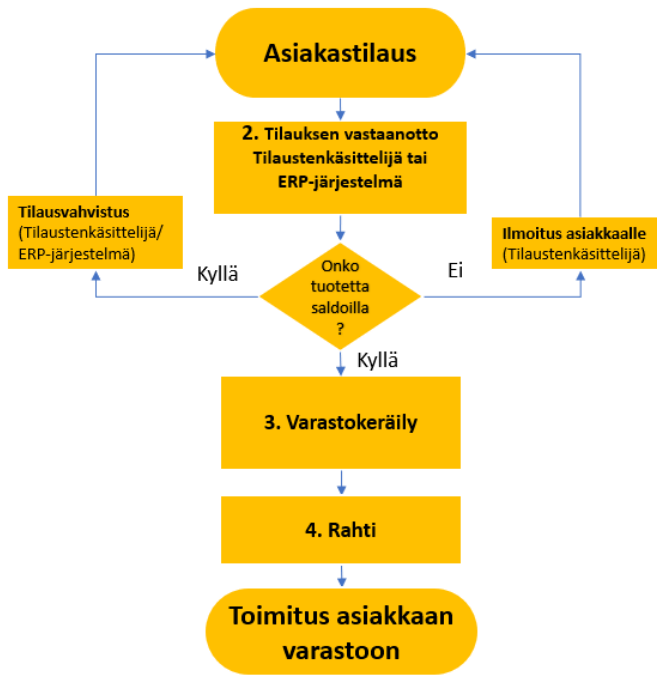 Asiakastilaus
2. Tilauksen vastaanotto
Tilaustenkäsittelijä tai
ERP-järjestelmä
Tilausvahvistus
(Tilaustenkäsittelijä/
ERP-järjestelmä)
Ilmoitus asiakkaalle
(Tilaustenkäsittelijä)
Kyllä
Onko
tuotetta
saldoilla
?
Ei
Kyllä
3. Varastokeräily
4. Rahti
Toimitus asiakkaan
varastoon